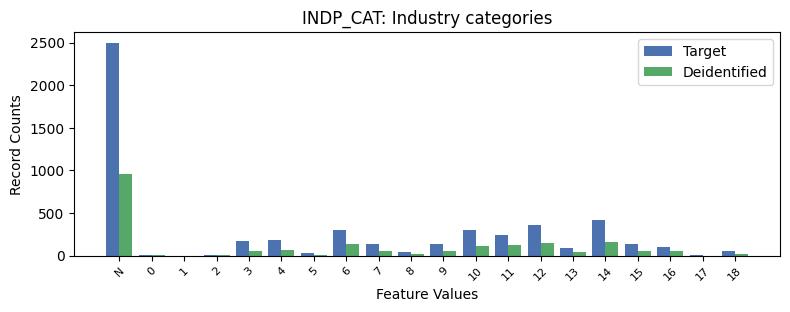 INDP_CAT: Industry categories
Target
Deidentified
Record Counts
2500
2000
1500
1000
500
0
N 0 1 2 3 4 5 6 7 8 9 10 11 12 13 14 15 16 17 18
Feature Values